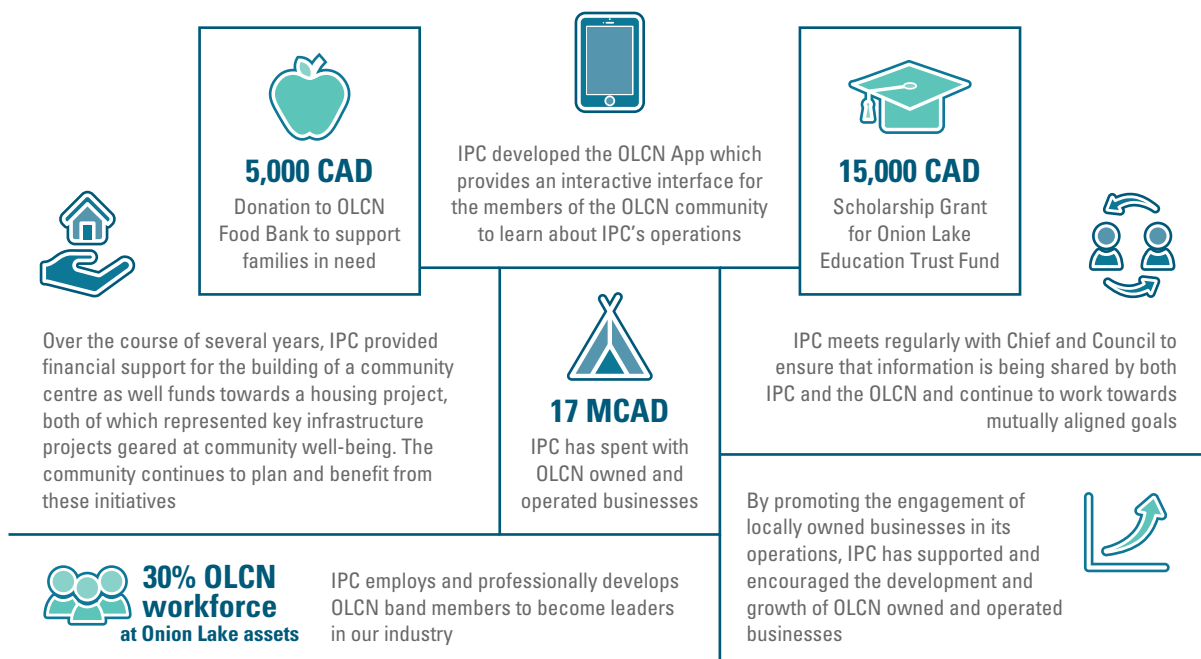 5,000 CAD
Donation to OLCN
Food Bank to support
families in need
IPC developed the OLCN App which
provides an interactive interface for
the members of the OLCN community
to learn about IPC's operations
15,000 CAD
Scholarship Grant
for Onion Lake
Education Trust Fund
Over the course of several years, IPC provided
financial support for the building of a community
centre as well funds towards a housing project,
both of which represented key infrastructure
projects geared at community well-being. The
community continues to plan and benefit from
these initiatives
17 MCAD
IPC has spent with
OLCN owned and
operated businesses
IPC meets regularly with Chief and Council to
ensure that information is being shared by both
IPC and the OLCN and continue to work towards
mutually aligned goals
30% OLCN
workforce
at Onion Lake assets
IPC employs and professionally develops
OLCN band members to become leaders
in our industry
By promoting the engagement of
locally owned businesses in its
operations, IPC has supported and
encouraged the development and
growth of OLCN owned and operated
businesses